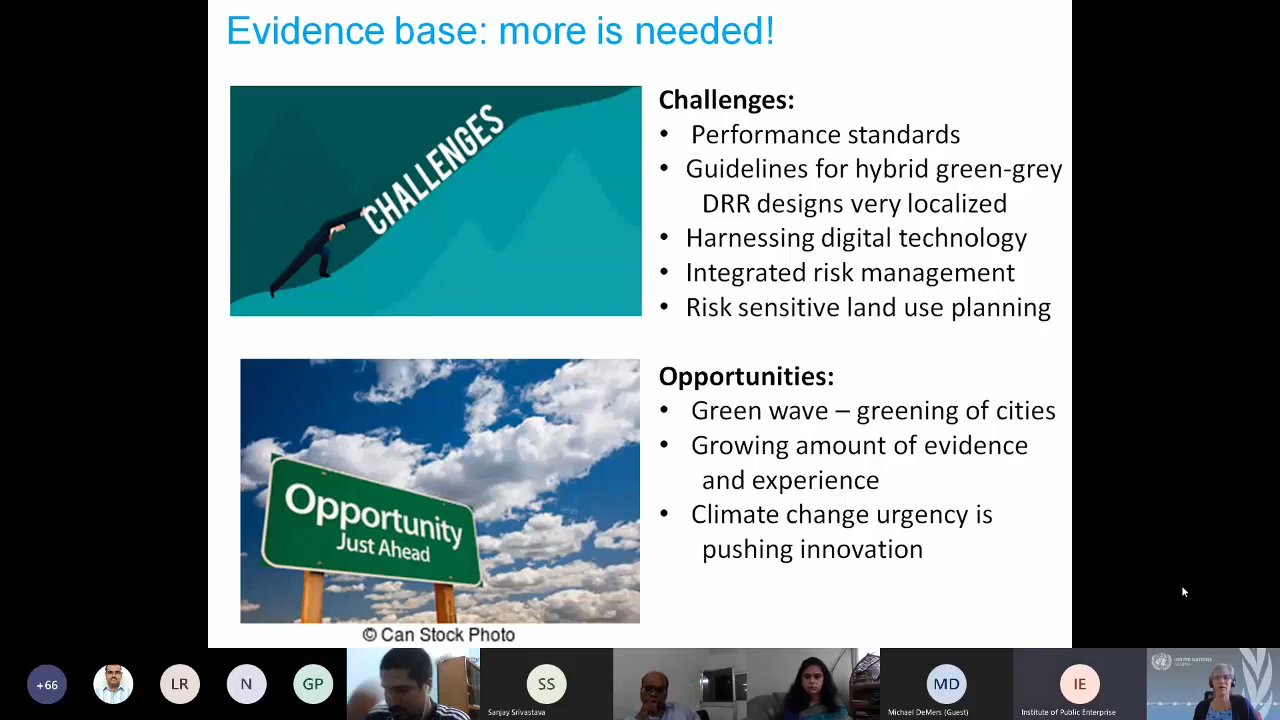 Evidence base: more is needed!
CHALLENGES
Challenges:
• Performance standards
• Guidelines for hybrid green-grey
DRR designs very localized
• Harnessing digital technology
• Integrated risk management
• Risk sensitive land use planning
Opportunity
Just Ahead
© Can Stock Photo
Opportunities:
• Green wave – greening of cities
• Growing amount of evidence
and experience
• Climate change urgency is
pushing innovation
+66
LR
N
GP
SS
Sanjay Srivastava
MD
Michael DeMers (Guest)
IE
Institute of Public Enterprise
UNITED NATIONS
GENEVA